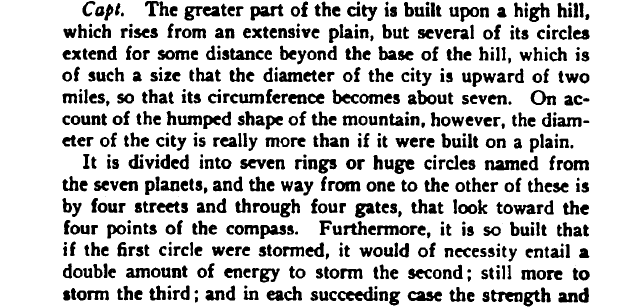 Capt. The greater part of the city is built upon a high hill,
which rises from an extensive plain, but several of its circles
extend for some distance beyond the base of the hill, which is
of such a size that the diameter of the city is upward of two
miles, so that its circumference becomes about seven. On ac-
count of the humped shape of the mountain, however, the diam-
eter of the city is really more than if it were built on a plain.
It is divided into seven rings or huge circles named from
the seven planets, and the way from one to the other of these is
by four streets and through four gates, that look toward the
four points of the compass. Furthermore, it is so built that
if the first circle were stormed, it would of necessity entail a
double amount of energy to storm the second; still more to
storm the third; and in each succeeding case the strength and